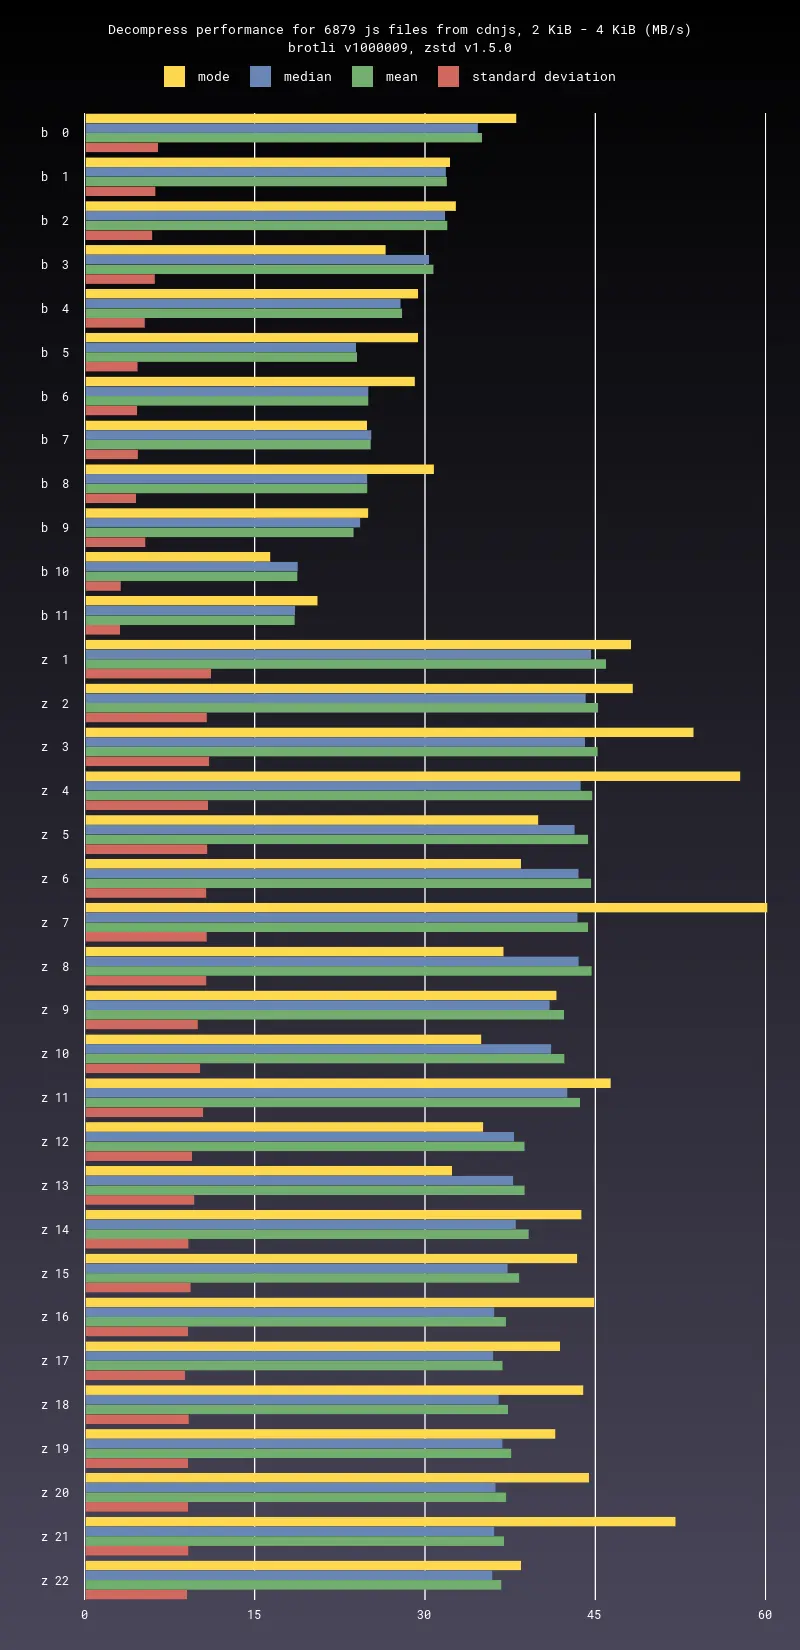 Decompress performance for 6879 js files from cdnjs, 2 KiB - 4 KiB (MB/s)
brotli v1000009, zstd v1.5.0
mode median mean standard deviation
b 0
b 1
b 2
b 3
b 4
b 5
b 6
b 7
b 8
b 9
b 10
b 11
z 1
z 2
z 3
z 4
z 5
z 6
z 7
z 8
z 9
z 10
z 11
z 12
z 13
z 14
z 15
z 16
z 17
z 18
z 19
z 20
z 21
z 22
0 15 30 45 60